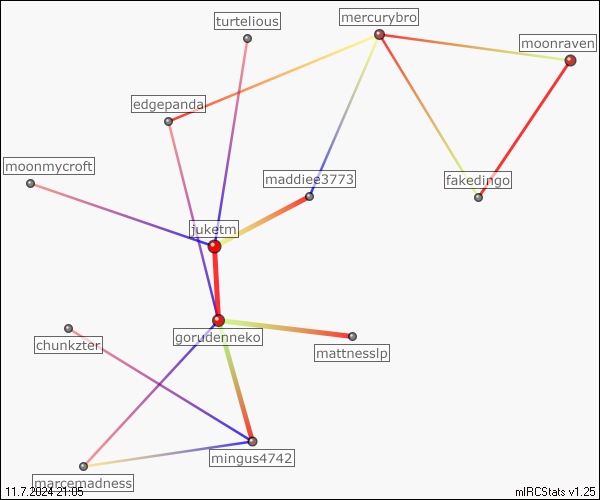 turtelious
mercurybro
moonraven
edgepanda
moonmycroft
maddiee3773
fakedingo
juketm
gorudenneko
chunkzter
mattnesslp
mingus4742
marcemadness
11.7.2024 21:05
mIRCStats v1.25